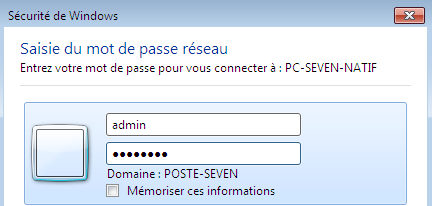 Sécurité de Windows
Saisie du mot de passe réseau
Entrez votre mot de passe pour vous connecter à : PC-SEVEN-NATIF
admin
●●●●●●●●
Domaine : POSTE-SEVEN
Mémoriser ces informations